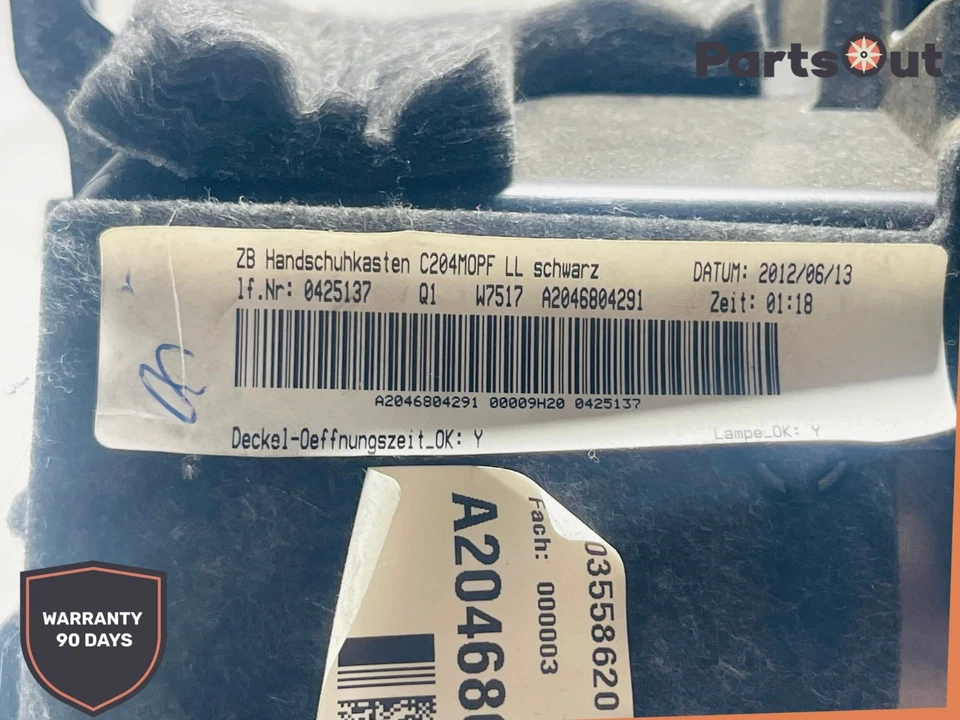 PartsOut
ZB Handschuhkasten C204MOPF LL schwarz DATUM: 2012/06/13
lf.Nr: 0425137 Q1 W7517 A2046804291 Zeit: 01:18
A2046804291 00009H20 0425137
Deckel-Oeffnungszeit_OK: Y Lampe_OK: Y
A20468
Fach: 000003
03558620
WARRANTY
90 DAYS